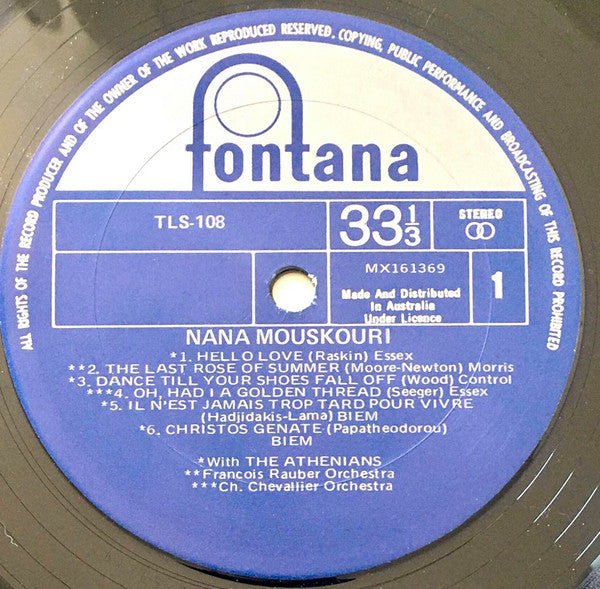 ALL RIGHTS OF THE RECORD PRODUCER AND OF THE OWNER OF THE WORK REPRODUCED RESERVED. COPYING, PUBLIC PERFORMANCE AND BROADCASTING OF THIS RECORD PROHIBITED
fontana
TLS-108
33⅓
STEREO
MX161369
Made And Distributed
In Australia
Under Licence
1
NANA MOUSKOURI
*1. HELLO LOVE (Raskin) Essex
**2. THE LAST ROSE OF SUMMER (Moore-Newton) Morris
*3. DANCE TILL YOUR SHOES FALL OFF (Wood) Control
***4. OH, HAD I A GOLDEN THREAD (Seeger) Essex
*5. IL N'EST JAMAIS TROP TARD POUR VIVRE
(Hadjidakis-Lama) BIEM
*6. CHRISTOS GENATE (Papatheodorou)
BIEM
*With THE ATHENIANS
**Francois Rauber Orchestra
***Ch. Chevallier Orchestra